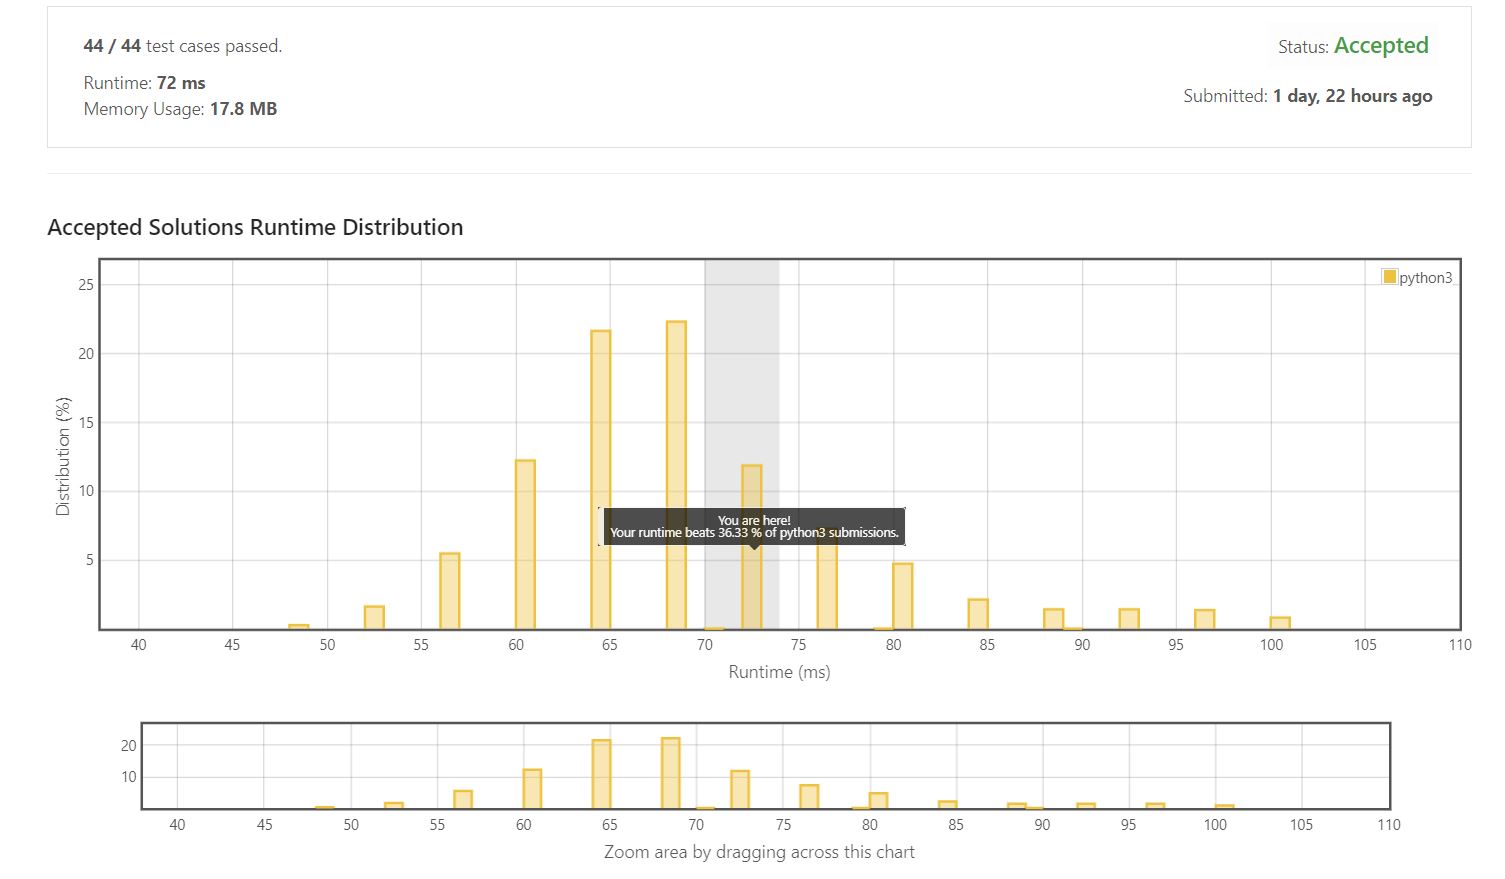 44 / 44 test cases passed.
Status: Accepted
Runtime: 72 ms
Submitted: 1 day, 22 hours ago
Memory Usage: 17.8 MB
Accepted Solutions Runtime Distribution
python3
25
20
15
10
5
Distribution (%)
You are here!
Your runtime beats 36.33 % of python3 submissions.
40 45 50 55 60 65 70 75 80 85 90 95 100 105 110
Runtime (ms)
20
10
40 45 50 55 60 65 70 75 80 85 90 95 100 105 110
Zoom area by dragging across this chart